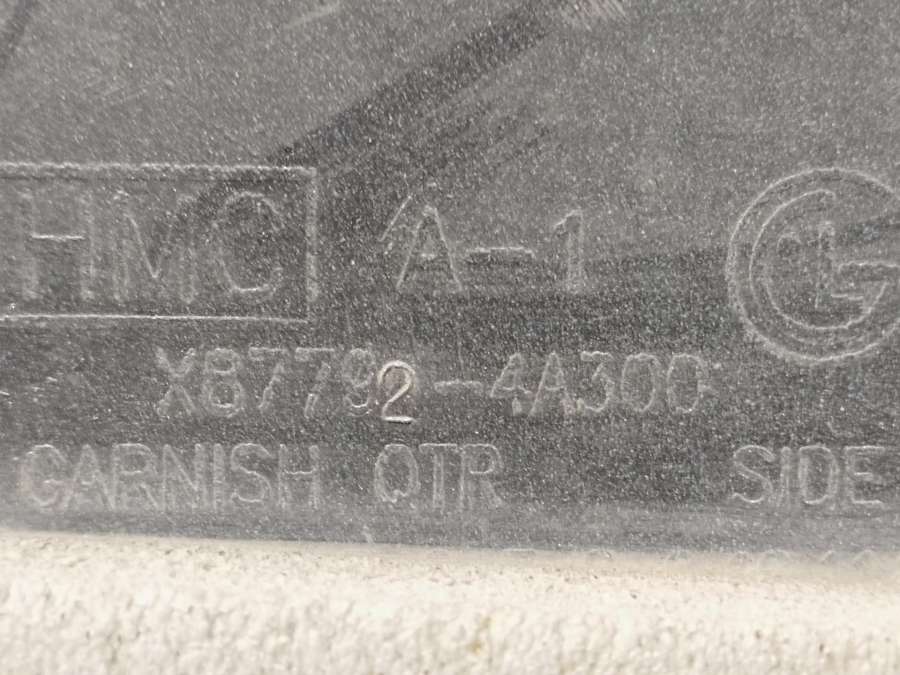 HMC A-1
X87792-4A300
GARNISH QTR SIDE